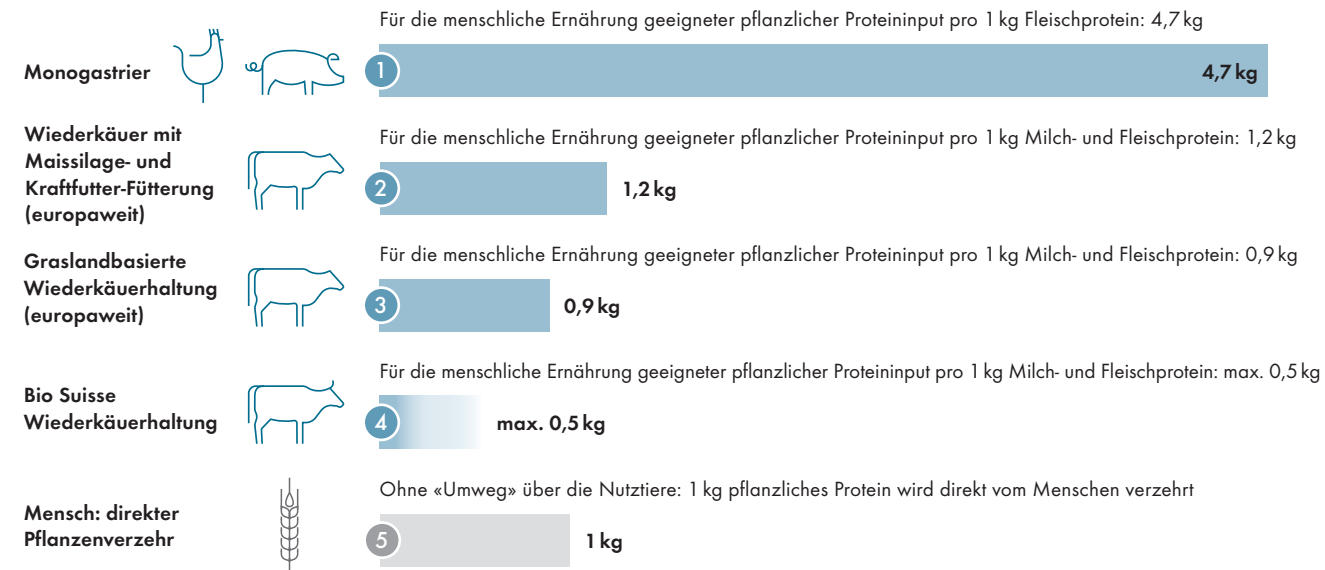 Für die menschliche Ernährung geeigneter pflanzlicher Proteininput pro 1 kg Fleischprotein: 4,7 kg
Monogastrier
1
4,7 kg
Wiederkäuer mit
Maissilage- und
Kraftfutter-Fütterung
(europaweit)
Für die menschliche Ernährung geeigneter pflanzlicher Proteininput pro 1 kg Milch- und Fleischprotein: 1,2 kg
2
1,2 kg
Graslandbasierte
Wiederkäuerhaltung
(europaweit)
Für die menschliche Ernährung geeigneter pflanzlicher Proteininput pro 1 kg Milch- und Fleischprotein: 0,9 kg
3
0,9 kg
Bio Suisse
Wiederkäuerhaltung
Für die menschliche Ernährung geeigneter pflanzlicher Proteininput pro 1 kg Milch- und Fleischprotein: max. 0,5 kg
4
max. 0,5 kg
Mensch: direkter
Pflanzenverzehr
Ohne «Umweg» über die Nutztiere: 1 kg pflanzliches Protein wird direkt vom Menschen verzehrt
5
1 kg